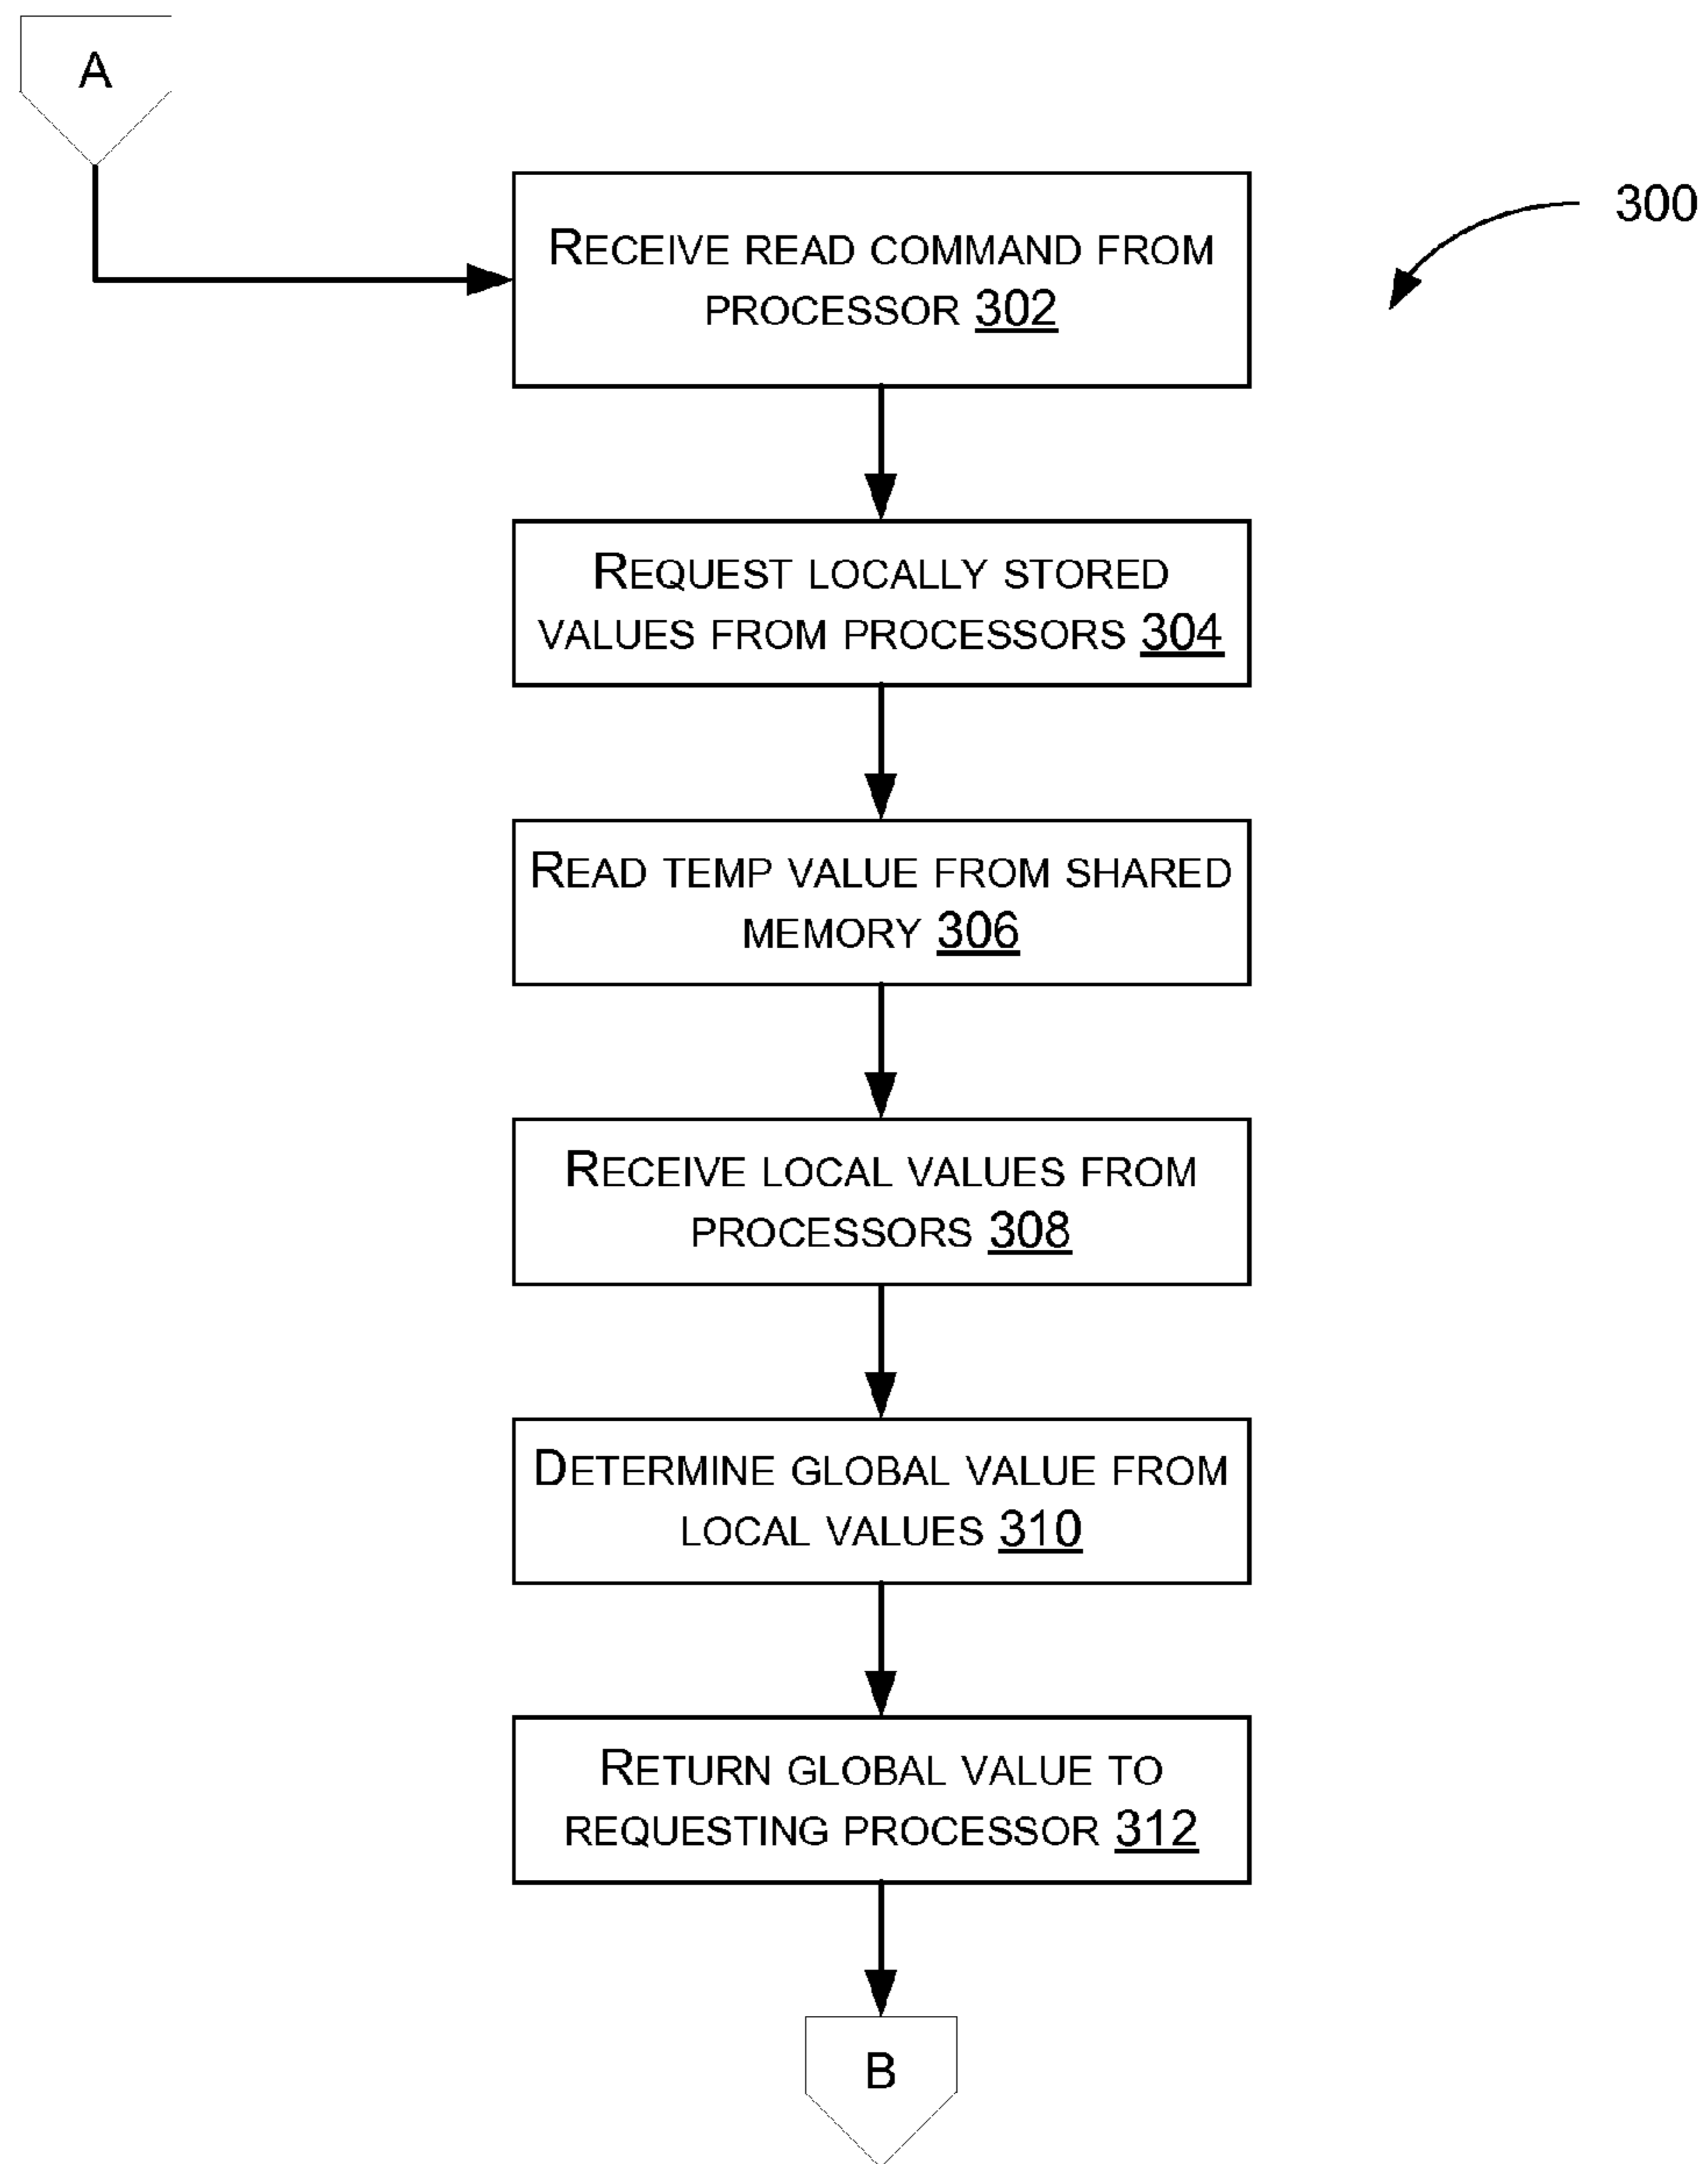 A
300
RECEIVE READ COMMAND FROM
PROCESSOR 302
REQUEST LOCALLY STORED
VALUES FROM PROCESSORS 304
READ TEMP VALUE FROM SHARED
MEMORY 306
RECEIVE LOCAL VALUES FROM
PROCESSORS 308
DETERMINE GLOBAL VALUE FROM
LOCAL VALUES 310
RETURN GLOBAL VALUE TO
REQUESTING PROCESSOR 312
B